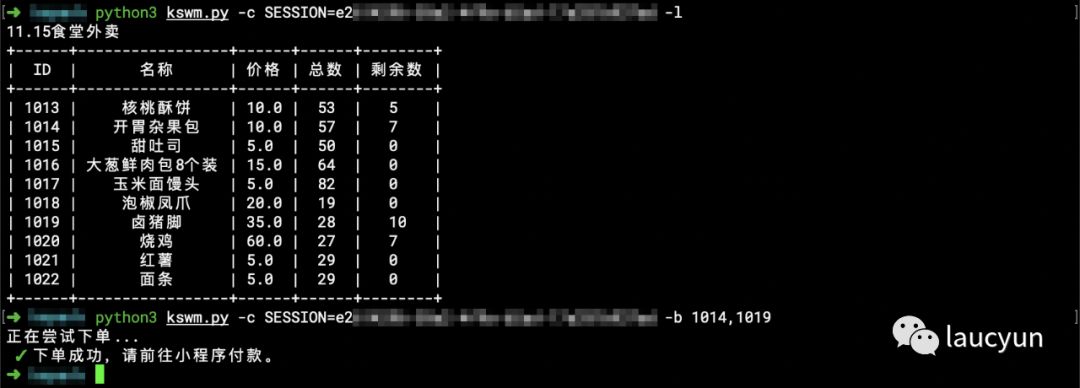 ➜ python3 kswm.py -c SESSION=e2 -l
11.15食堂外卖
ID 名称 价格 总数 剩余数
1013 核桃酥饼 10.0 53 5
1014 开胃杂果包 10.0 57 7
1015 甜吐司 5.0 50 0
1016 大葱鲜肉包8个装 15.0 64 0
1017 玉米面馒头 5.0 82 0
1018 泡椒凤爪 20.0 19 0
1019 卤猪脚 35.0 28 10
1020 烧鸡 60.0 27 7
1021 红薯 5.0 29 0
1022 面条 5.0 29 0
➜ python3 kswm.py -c SESSION=e2 -b 1014,1019
正在尝试下单...
✓下单成功，请前往小程序付款。
➜
laucyun